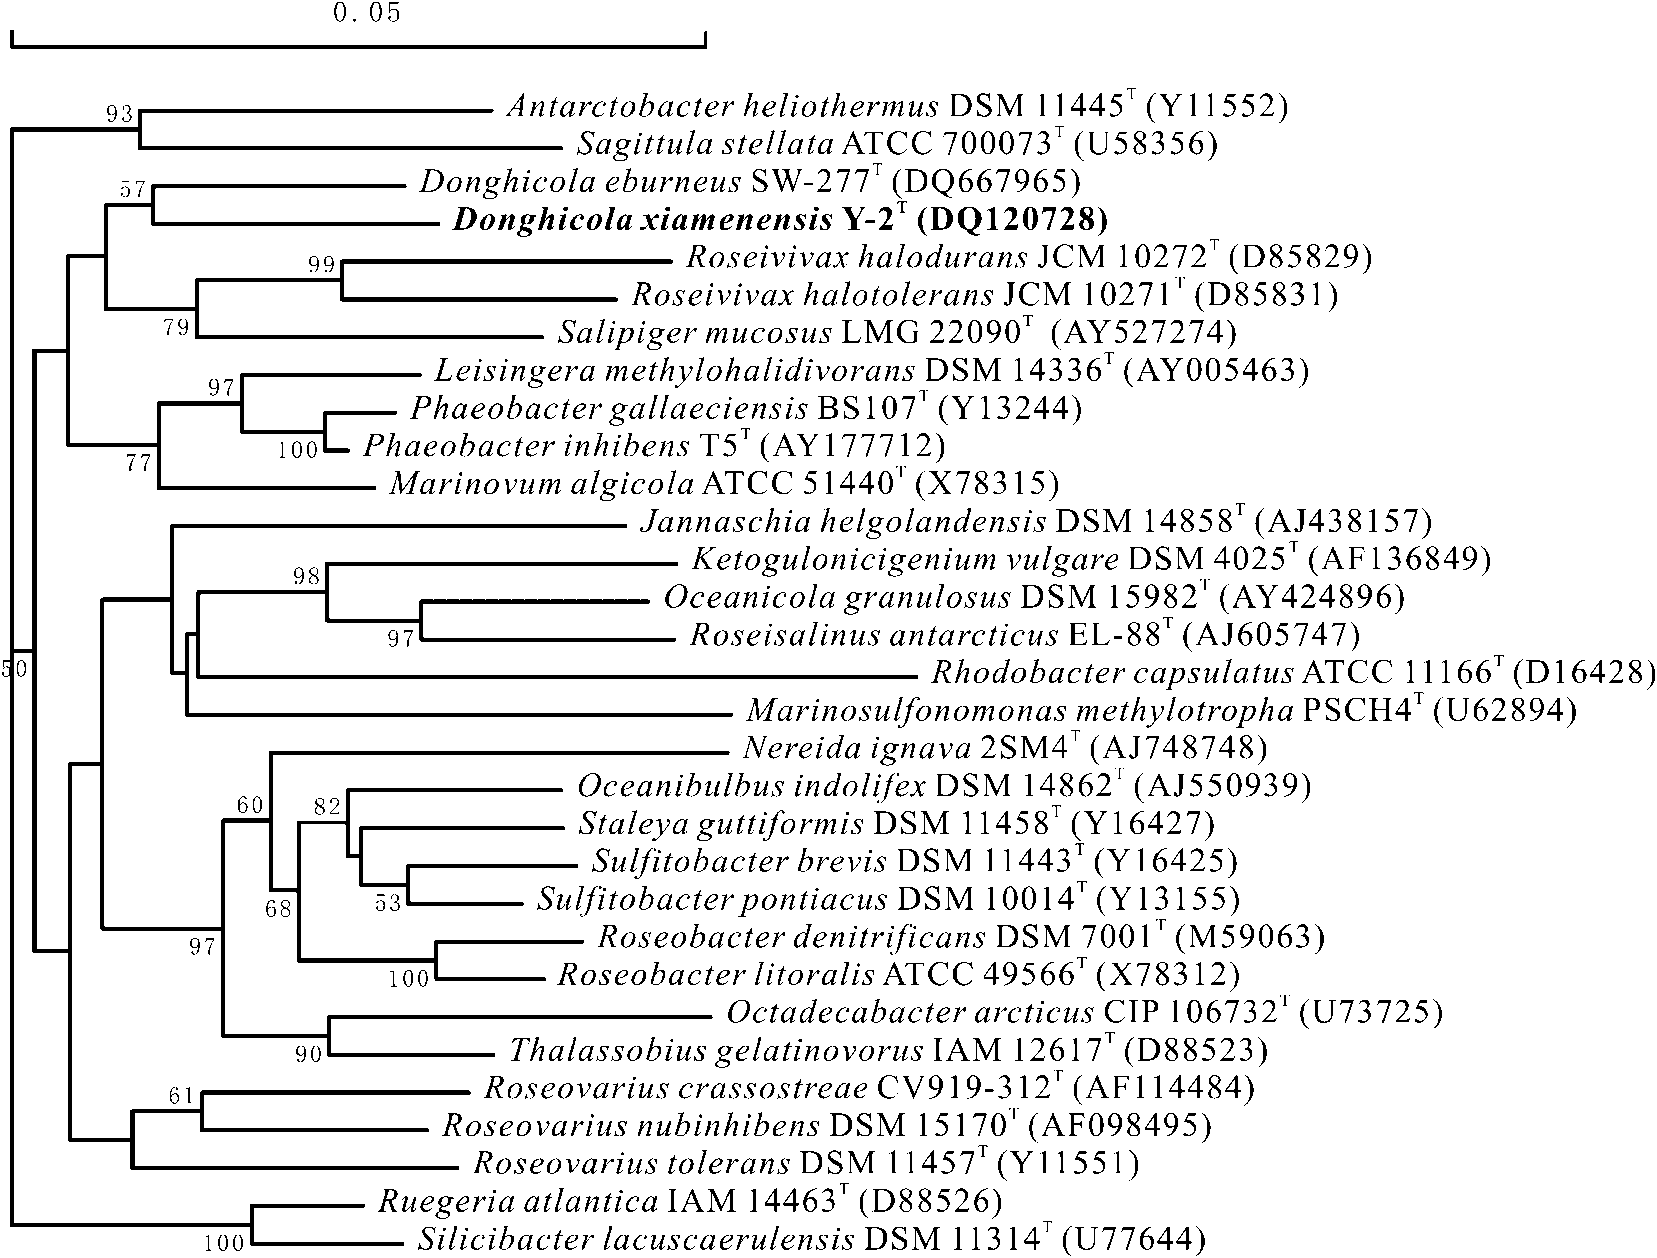 0.05
93
Antarctobacter heliothermus DSM 11445ᵀ (Y11552)
Sagittula stellata ATCC 700073ᵀ (U58356)
57
Donghicola eburneus SW-277ᵀ (DQ667965)
Donghicola xiamenensis Y-2ᵀ (DQ120728)
99
Roseivivax halodurans JCM 10272ᵀ (D85829)
Roseivivax halotolerans JCM 10271ᵀ (D85831)
79
Salipiger mucosus LMG 22090ᵀ (AY527274)
97
Leisingera methylohalidivorans DSM 14336ᵀ (AY005463)
Phaeobacter gallaeciensis BS107ᵀ (Y13244)
100
Phaeobacter inhibens T5ᵀ (AY177712)
77
Marinovum algicola ATCC 51440ᵀ (X78315)
Jannaschia helgolandensis DSM 14858ᵀ (AJ438157)
98
Ketogulonicigenium vulgare DSM 4025ᵀ (AF136849)
Oceanicola granulosus DSM 15982ᵀ (AY424896)
97
Roseisalinus antarcticus EL-88ᵀ (AJ605747)
50
Rhodobacter capsulatus ATCC 11166ᵀ (D16428)
Marinosulfonomonas methylotropha PSCH4ᵀ (U62894)
Nereida ignava 2SM4ᵀ (AJ748748)
60
82
Oceanibulbus indolifex DSM 14862ᵀ (AJ550939)
Staleya guttiformis DSM 11458ᵀ (Y16427)
Sulfitobacter brevis DSM 11443ᵀ (Y16425)
68
53
Sulfitobacter pontiacus DSM 10014ᵀ (Y13155)
97
Roseobacter denitrificans DSM 7001ᵀ (M59063)
100
Roseobacter litoralis ATCC 49566ᵀ (X78312)
Octadecabacter arcticus CIP 106732ᵀ (U73725)
90
Thalassobius gelatinovorus IAM 12617ᵀ (D88523)
61
Roseovarius crassostreae CV919-312ᵀ (AF114484)
Roseovarius nubinhibens DSM 15170ᵀ (AF098495)
Roseovarius tolerans DSM 11457ᵀ (Y11551)
Ruegeria atlantica IAM 14463ᵀ (D88526)
100
Silicibacter lacuscaerulensis DSM 11314ᵀ (U77644)